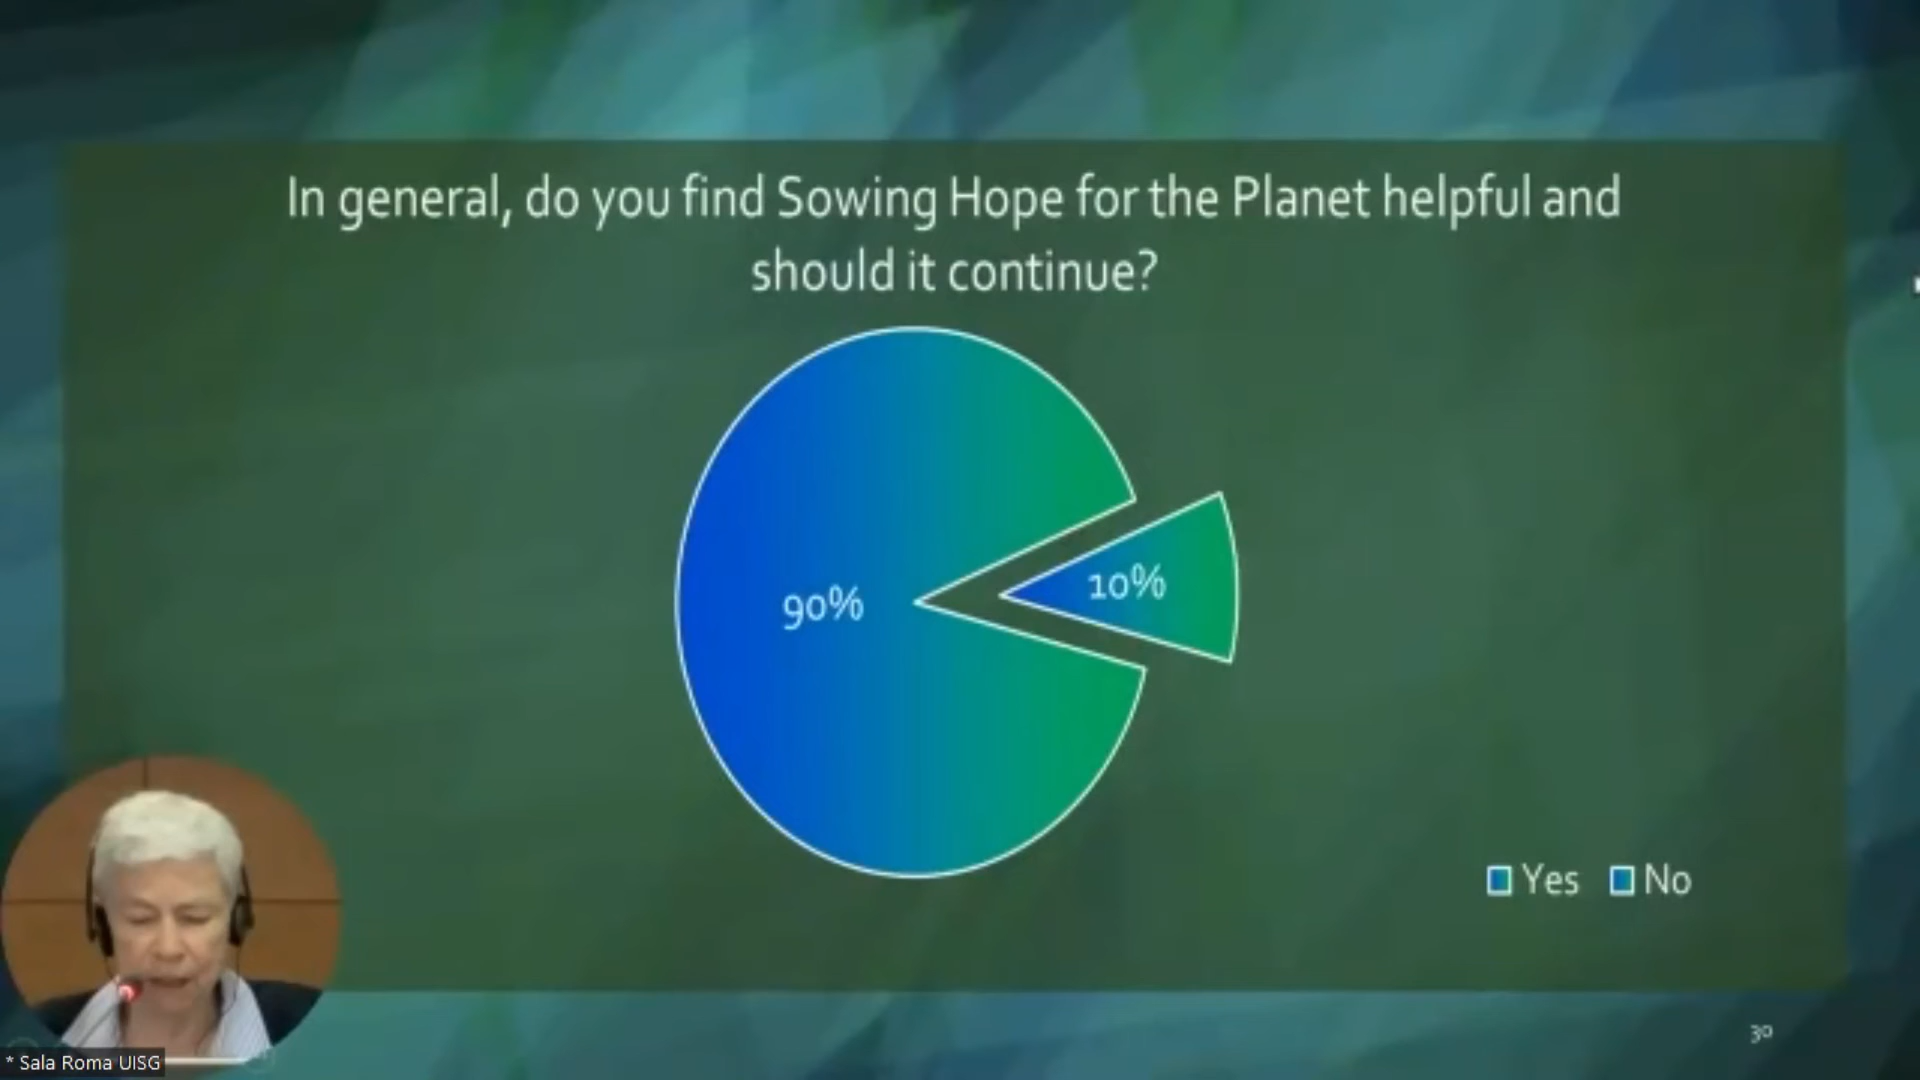 In general, do you find Sowing Hope for the Planet helpful and
should it continue?
90%
10%
Yes No
30
* Sala Roma UISG